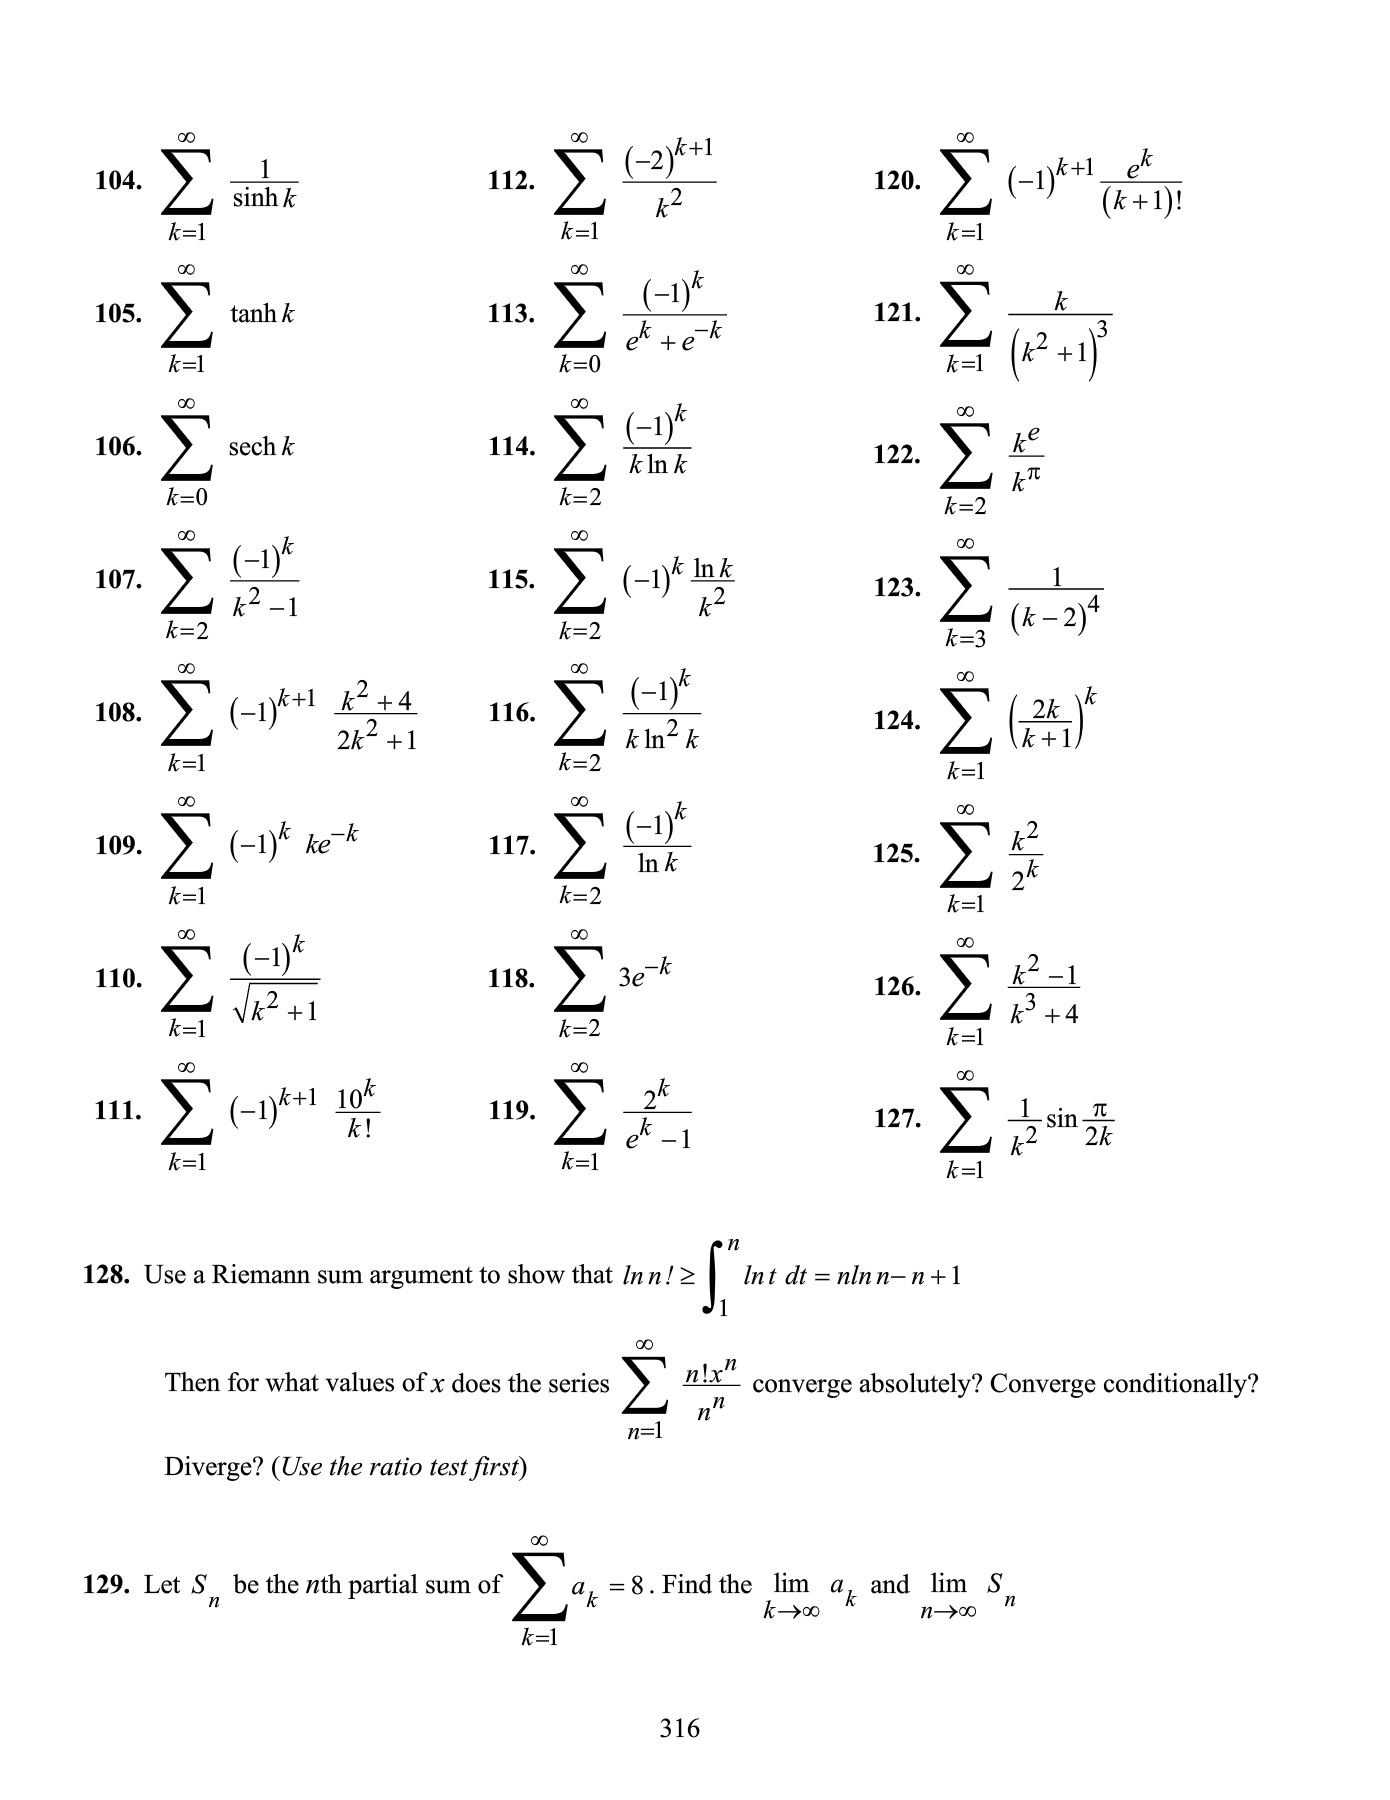 104. $\sum_{k=1}^{\infty} \frac{1}{\sinh k}$
105. $\sum_{k=1}^{\infty} \tanh k$
106. $\sum_{k=0}^{\infty} \operatorname{sech} k$
107. $\sum_{k=2}^{\infty} \frac{(-1)^k}{k^2-1}$
108. $\sum_{k=1}^{\infty} (-1)^{k+1} \frac{k^2+4}{2k^2+1}$
109. $\sum_{k=1}^{\infty} (-1)^k ke^{-k}$
110. $\sum_{k=1}^{\infty} \frac{(-1)^k}{\sqrt{k^2+1}}$
111. $\sum_{k=1}^{\infty} (-1)^{k+1} \frac{10^k}{k!}$
112. $\sum_{k=1}^{\infty} \frac{(-2)^{k+1}}{k^2}$
113. $\sum_{k=0}^{\infty} \frac{(-1)^k}{e^k+e^{-k}}$
114. $\sum_{k=2}^{\infty} \frac{(-1)^k}{k \ln k}$
115. $\sum_{k=2}^{\infty} (-1)^k \frac{\ln k}{k^2}$
116. $\sum_{k=2}^{\infty} \frac{(-1)^k}{k \ln^2 k}$
117. $\sum_{k=2}^{\infty} \frac{(-1)^k}{\ln k}$
118. $\sum_{k=2}^{\infty} 3e^{-k}$
119. $\sum_{k=1}^{\infty} \frac{2^k}{e^k-1}$
120. $\sum_{k=1}^{\infty} (-1)^{k+1} \frac{e^k}{(k+1)!}$
121. $\sum_{k=1}^{\infty} \frac{k}{(k^2+1)^3}$
122. $\sum_{k=2}^{\infty} \frac{k^e}{k^\pi}$
123. $\sum_{k=3}^{\infty} \frac{1}{(k-2)^4}$
124. $\sum_{k=1}^{\infty} \left(\frac{2k}{k+1}\right)^k$
125. $\sum_{k=1}^{\infty} \frac{k^2}{2^k}$
126. $\sum_{k=1}^{\infty} \frac{k^2-1}{k^3+4}$
127. $\sum_{k=1}^{\infty} \frac{1}{k^2} \sin \frac{\pi}{2k}$
128. Use a Riemann sum argument to show that $\ln n! \geq \int_1^n \ln t \, dt = n \ln n - n + 1$
Then for what values of x does the series $\sum_{n=1}^{\infty} \frac{n! x^n}{n^n}$ converge absolutely? Converge conditionally?
Diverge? (Use the ratio test first)
129. Let $S_n$ be the nth partial sum of $\sum_{k=1}^{\infty} a_k = 8$. Find the $\lim_{k \to \infty} a_k$ and $\lim_{n \to \infty} S_n$
316